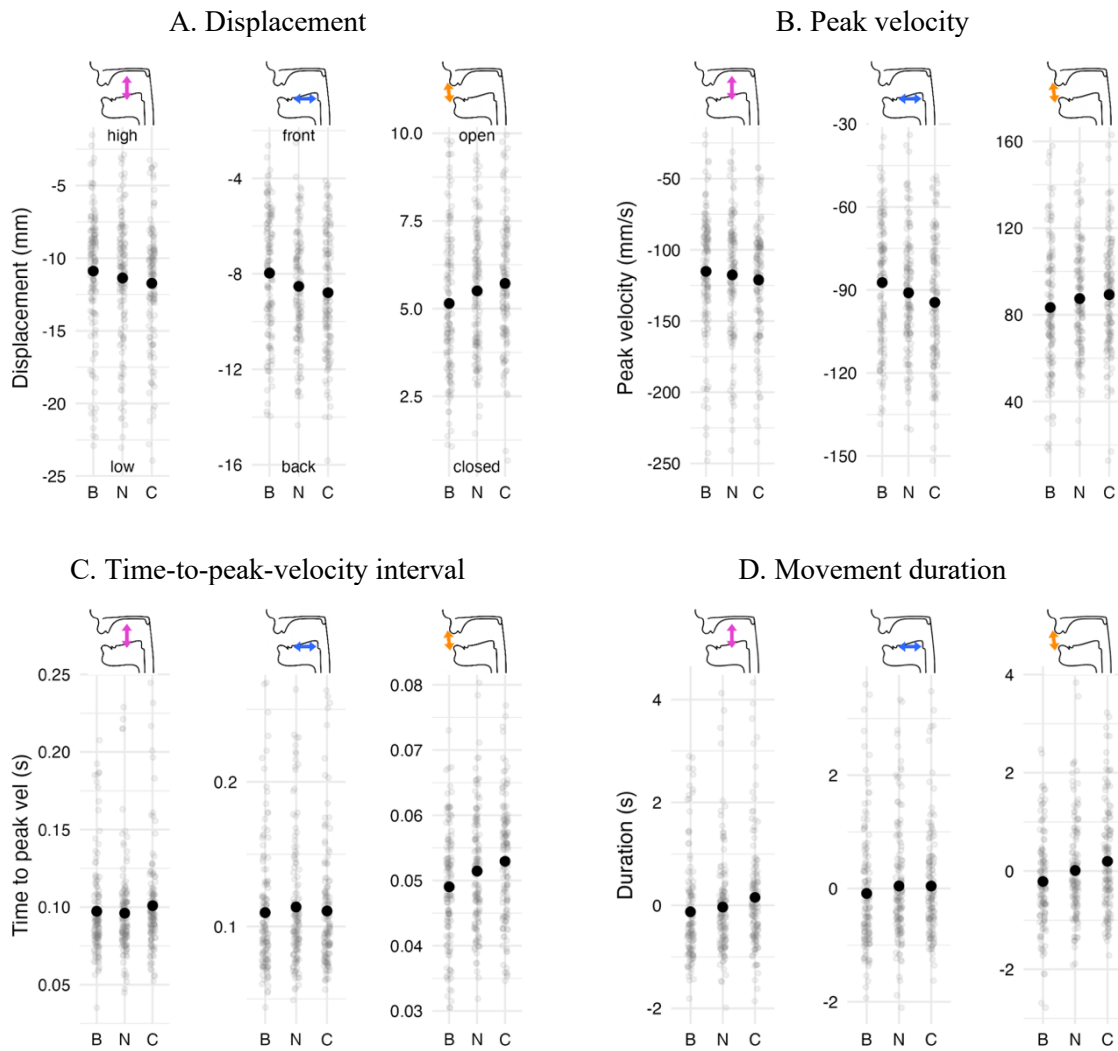 A. Displacement
B. Peak velocity
high
front
open
Displacement (mm)
-5
-10
-15
-20
-25
-4
-8
-12
-16
10.0
7.5
5.0
2.5
low
back
closed
B N C
B N C
B N C
Peak velocity (mm/s)
-50
-100
-150
-200
-250
-30
-60
-90
-120
-150
160
120
80
40
B N C
B N C
B N C
C. Time-to-peak-velocity interval
D. Movement duration
Time to peak vel (s)
0.25
0.20
0.15
0.10
0.05
0.2
0.1
0.08
0.07
0.06
0.05
0.04
0.03
B N C
B N C
B N C
Duration (s)
4
2
0
-2
2
0
-2
4
2
0
-2
B N C
B N C
B N C